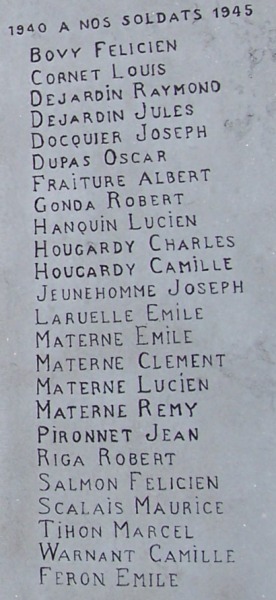 1940 A NOS SOLDATS 1945
BOVY FELICIEN
CORNET LOUIS
DEJARDIN RAYMOND
DEJARDIN JULES
DOCQUIER JOSEPH
DUPAS OSCAR
FRAITURE ALBERT
GONDA ROBERT
HANQUIN LUCIEN
HOUGARDY CHARLES
HOUGARDY CAMILLE
JEUNEHOMME JOSEPH
LARUELLE EMILE
MATERNE EMILE
MATERNE CLEMENT
MATERNE LUCIEN
MATERNE REMY
PIRONNET JEAN
RIGA ROBERT
SALMON FELICIEN
SCALAIS MAURICE
TIHON MARCEL
WARNANT CAMILLE
FERON EMILE